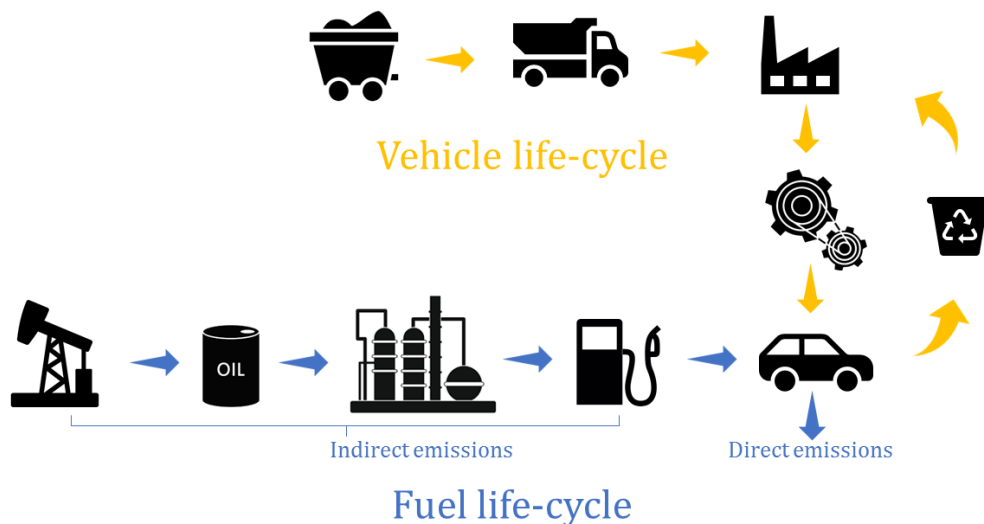 Vehicle life-cycle
OIL
Indirect emissions
Direct emissions
Fuel life-cycle